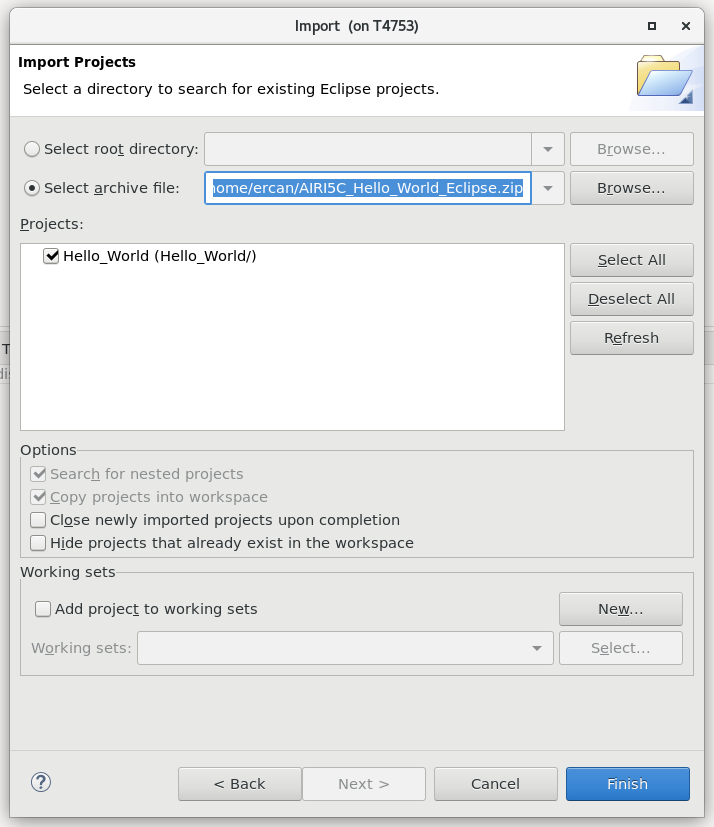 Import (on T4753)
Import Projects
Select a directory to search for existing Eclipse projects.
Select root directory:
Browse...
Select archive file:
home/ercan/AIRI5C_Hello_World_Eclipse.zip
Browse...
Projects:
Hello_World (Hello_World/)
Select All
Deselect All
Refresh
T
Options
Search for nested projects
Copy projects into workspace
Close newly imported projects upon completion
Hide projects that already exist in the workspace
Working sets
Add project to working sets
New...
Working sets:
Select...
?
< Back
Next >
Cancel
Finish